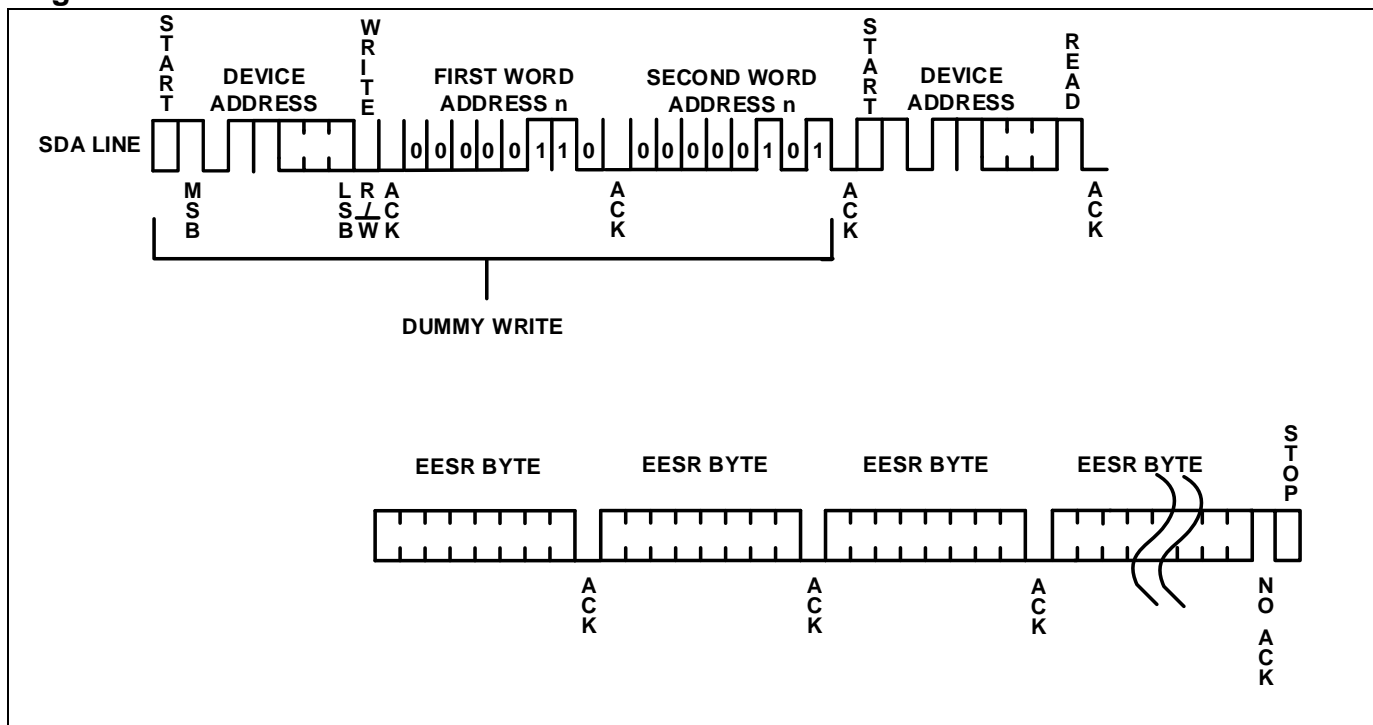 START
WRITE
START
READ
DEVICE
ADDRESS
FIRST WORD
ADDRESS n
SECOND WORD
ADDRESS n
DEVICE
ADDRESS
SDA LINE
0 0 0 0 0 1 1 0
0 0 0 0 0 1 0 1
MSB
LSB
R/W
ACK
ACK
ACK
ACK
DUMMY WRITE
STOP
EESR BYTE
EESR BYTE
EESR BYTE
EESR BYTE
ACK
ACK
ACK
NO ACK